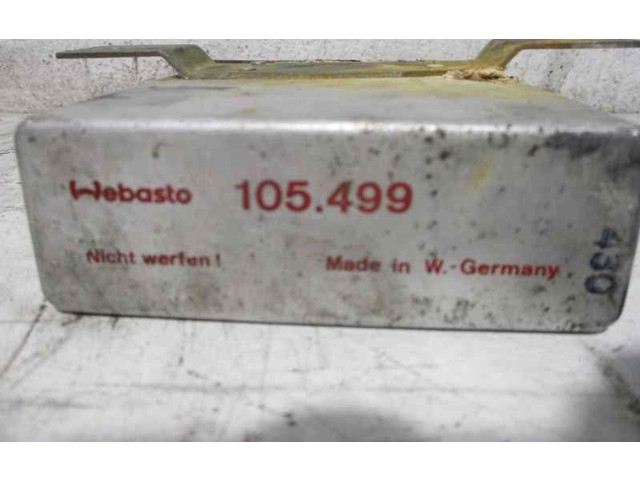 Webasto 105.499
Nicht werfen! Made in W.-Germany
430